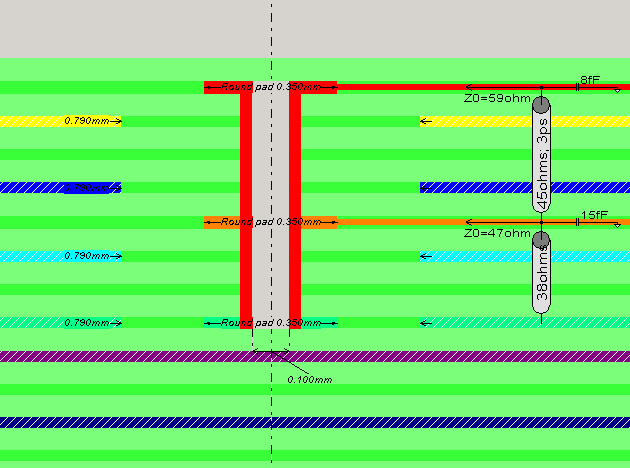 Round pad 0.350mm
8fF
Z0=59ohm
0.790mm
45ohms; 3ps
0.790mm
Round pad 0.350mm
15fF
Z0=47ohm
0.790mm
38ohms;
Round pad 0.350mm
0.790mm
0.100mm